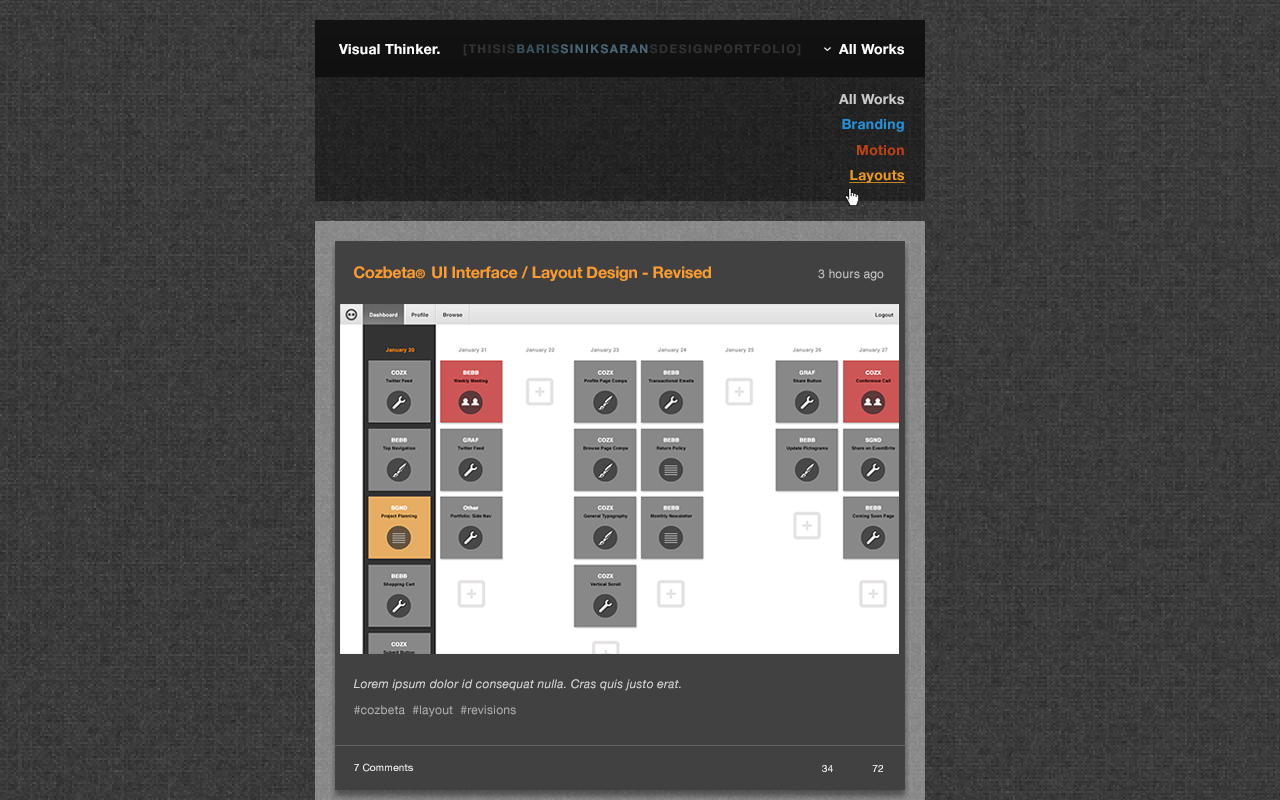 Visual Thinker. [THISISBARISSINIKSARANSDESIGNPORTFOLIO] All Works
All Works
Branding
Motion
Layouts
Cozbeta® UI Interface / Layout Design - Revised 3 hours ago
Dashboard Profile Browse Logout
January 20 January 21 January 22 January 23 January 24 January 25 January 26 January 27
COZX BEBB COZX BEBB GRAF COZX
Twitter Feed Weekly Meeting Profile Page Comps Transactional Emails Share Button Conference Call
BEBB GRAF COZX BEBB BEBB SGND
Top Navigation Twitter Feed Browse Page Comps Return Policy Update Pictograms Share on EventBrite
SGND Other COZX BEBB BEBB
Project Planning Portfolio: Side Nav General Typography Monthly Newsletter Coming Soon Page
BEBB COZX
Shopping Cart Vertical Scroll
COZX
Submit Button
Lorem ipsum dolor id consequat nulla. Cras quis justo erat.
#cozbeta #layout #revisions
7 Comments 34 72